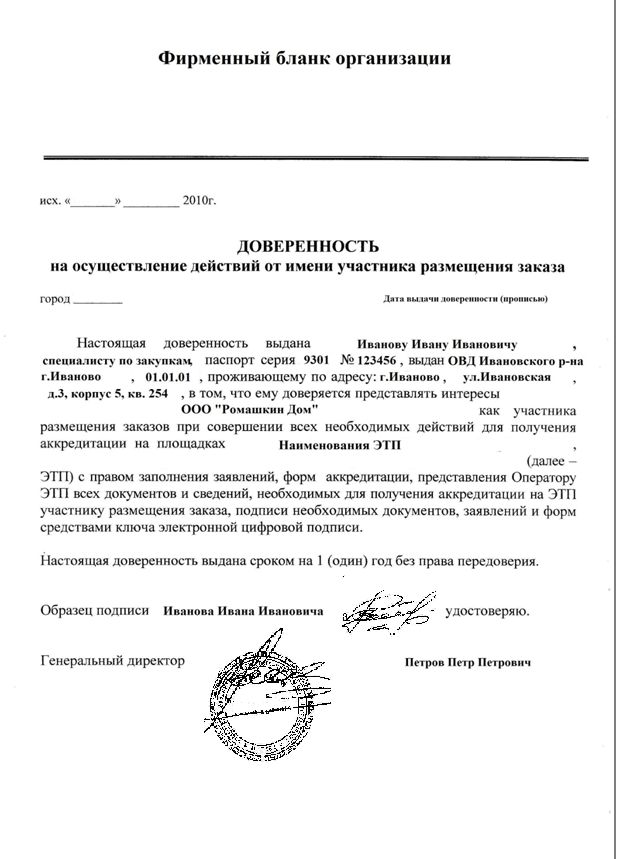 Фирменный бланк организации
исх. «_______» _________ 2010г.
ДОВЕРЕННОСТЬ
на осуществление действий от имени участника размещения заказа
город ________ Дата выдачи доверенности (прописью)
Настоящая доверенность выдана Иванову Ивану Ивановичу ,
специалисту по закупкам, паспорт серия 9301 № 123456 , выдан ОВД Ивановского р-на
г.Иваново , 01.01.01 , проживающему по адресу: г.Иваново , ул.Ивановская ,
д.3, корпус 5, кв. 254 , в том, что ему доверяется представлять интересы
ООО "Ромашкин Дом" как участника
размещения заказов при совершении всех необходимых действий для получения
аккредитации на площадках Наименования ЭТП ,
(далее –
ЭТП) с правом заполнения заявлений, форм аккредитации, представления Оператору
ЭТП всех документов и сведений, необходимых для получения аккредитации на ЭТП
участнику размещения заказа, подписи необходимых документов, заявлений и форм
средствами ключа электронной цифровой подписи.
Настоящая доверенность выдана сроком на 1 (один) год без права передоверия.
Образец подписи Иванова Ивана Ивановича удостоверяю.
Генеральный директор Петров Петр Петрович